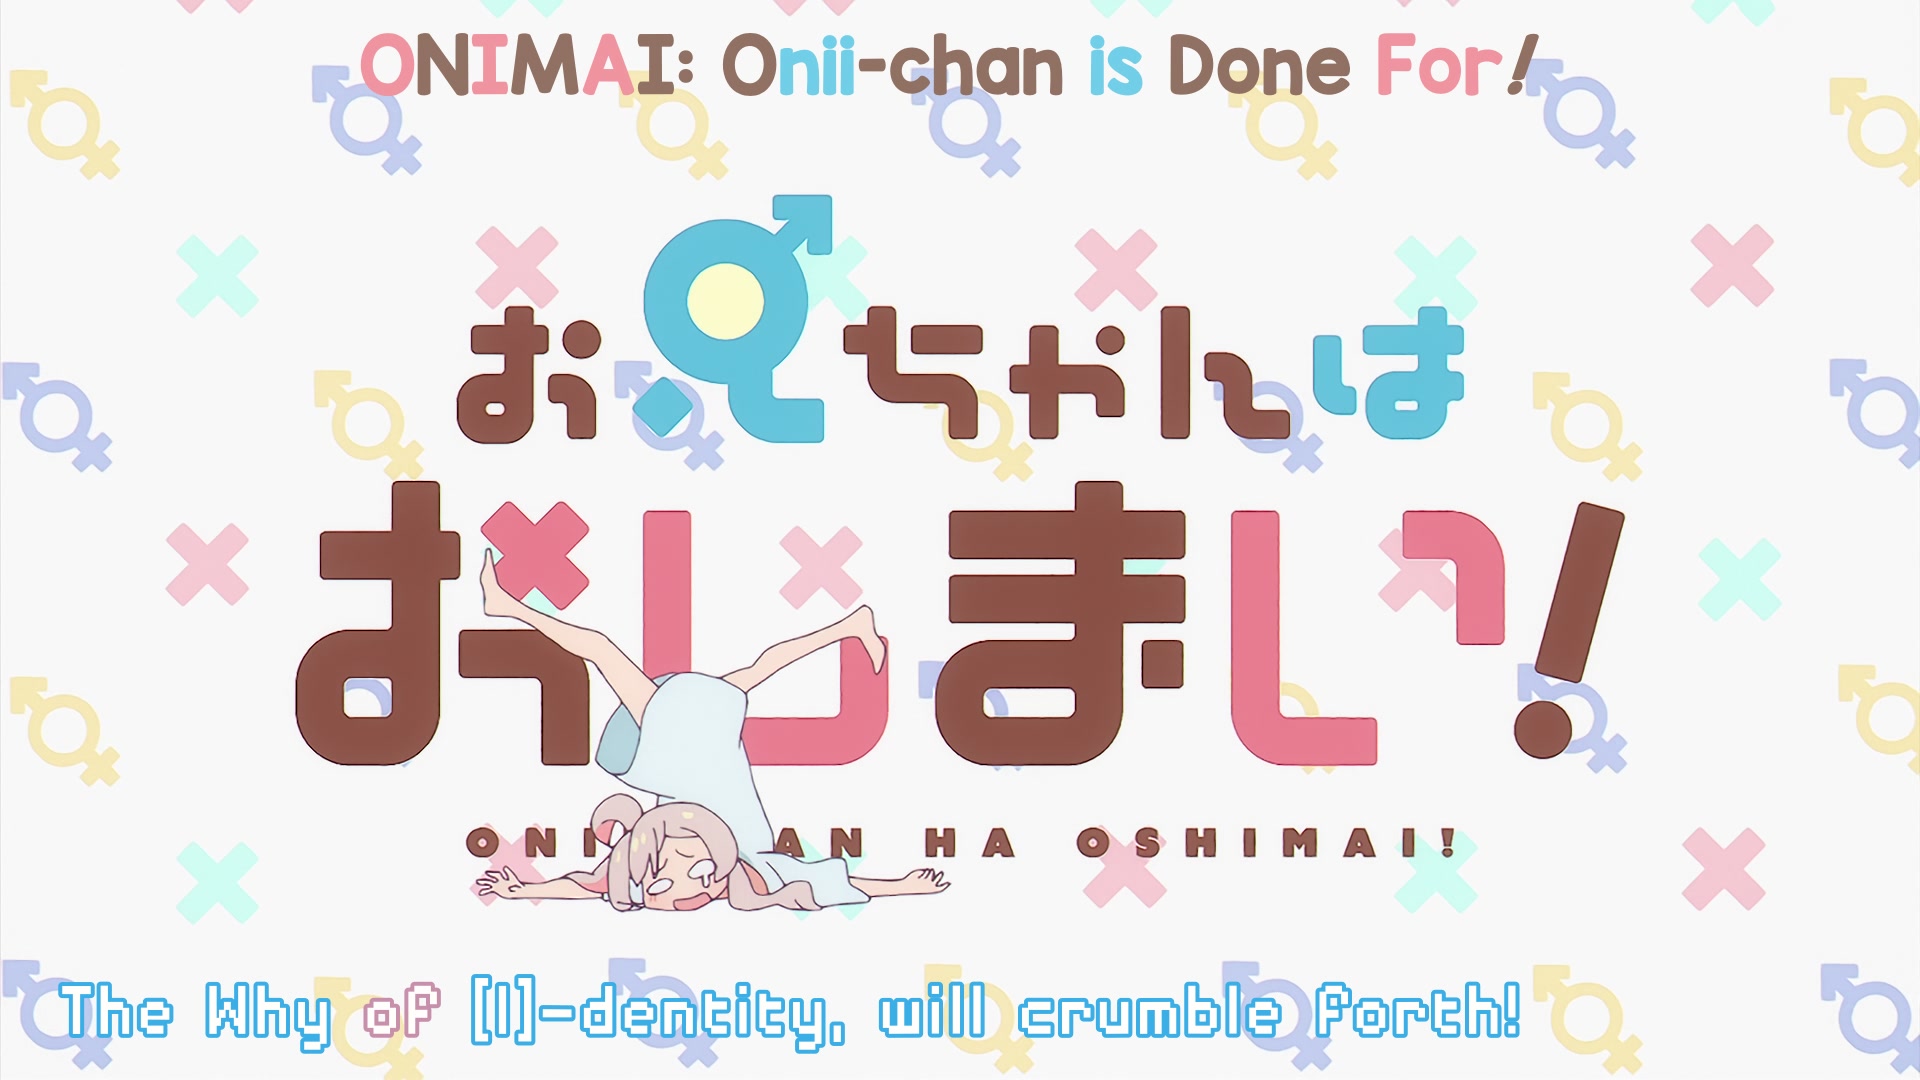 ONIMAI: Onii-chan is Done For!
お兄ちゃんは
おしまい!
ONI AN HA OSHIMAI!
The Why of [I]-dentity, will crumble forth!